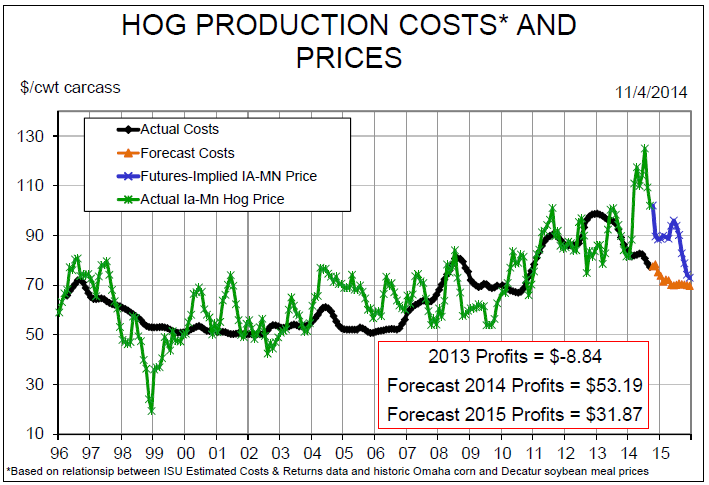 HOG PRODUCTION COSTS* AND
PRICES
$/cwt carcass
11/4/2014
Actual Costs
Forecast Costs
Futures-Implied IA-MN Price
Actual Ia-Mn Hog Price
130
110
90
70
50
30
10
2013 Profits = $-8.84
Forecast 2014 Profits = $53.19
Forecast 2015 Profits = $31.87
96 97 98 99 00 01 02 03 04 05 06 07 08 09 10 11 12 13 14 15
*Based on relationsip between ISU Estimated Costs & Returns data and historic Omaha corn and Decatur soybean meal prices